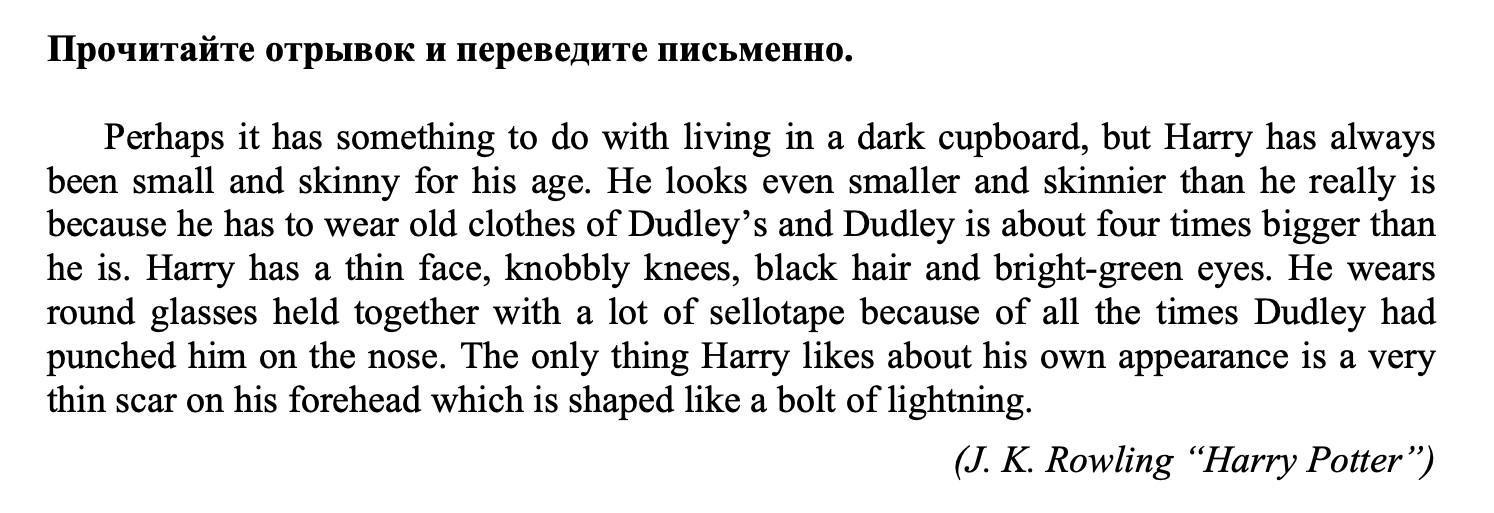 Прочитайте отрывок и переведите письменно.
Perhaps it has something to do with living in a dark cupboard, but Harry has always
been small and skinny for his age. He looks even smaller and skinnier than he really is
because he has to wear old clothes of Dudley’s and Dudley is about four times bigger than
he is. Harry has a thin face, knobbly knees, black hair and bright-green eyes. He wears
round glasses held together with a lot of sellotape because of all the times Dudley had
punched him on the nose. The only thing Harry likes about his own appearance is a very
thin scar on his forehead which is shaped like a bolt of lightning.
(J. K. Rowling “Harry Potter”)